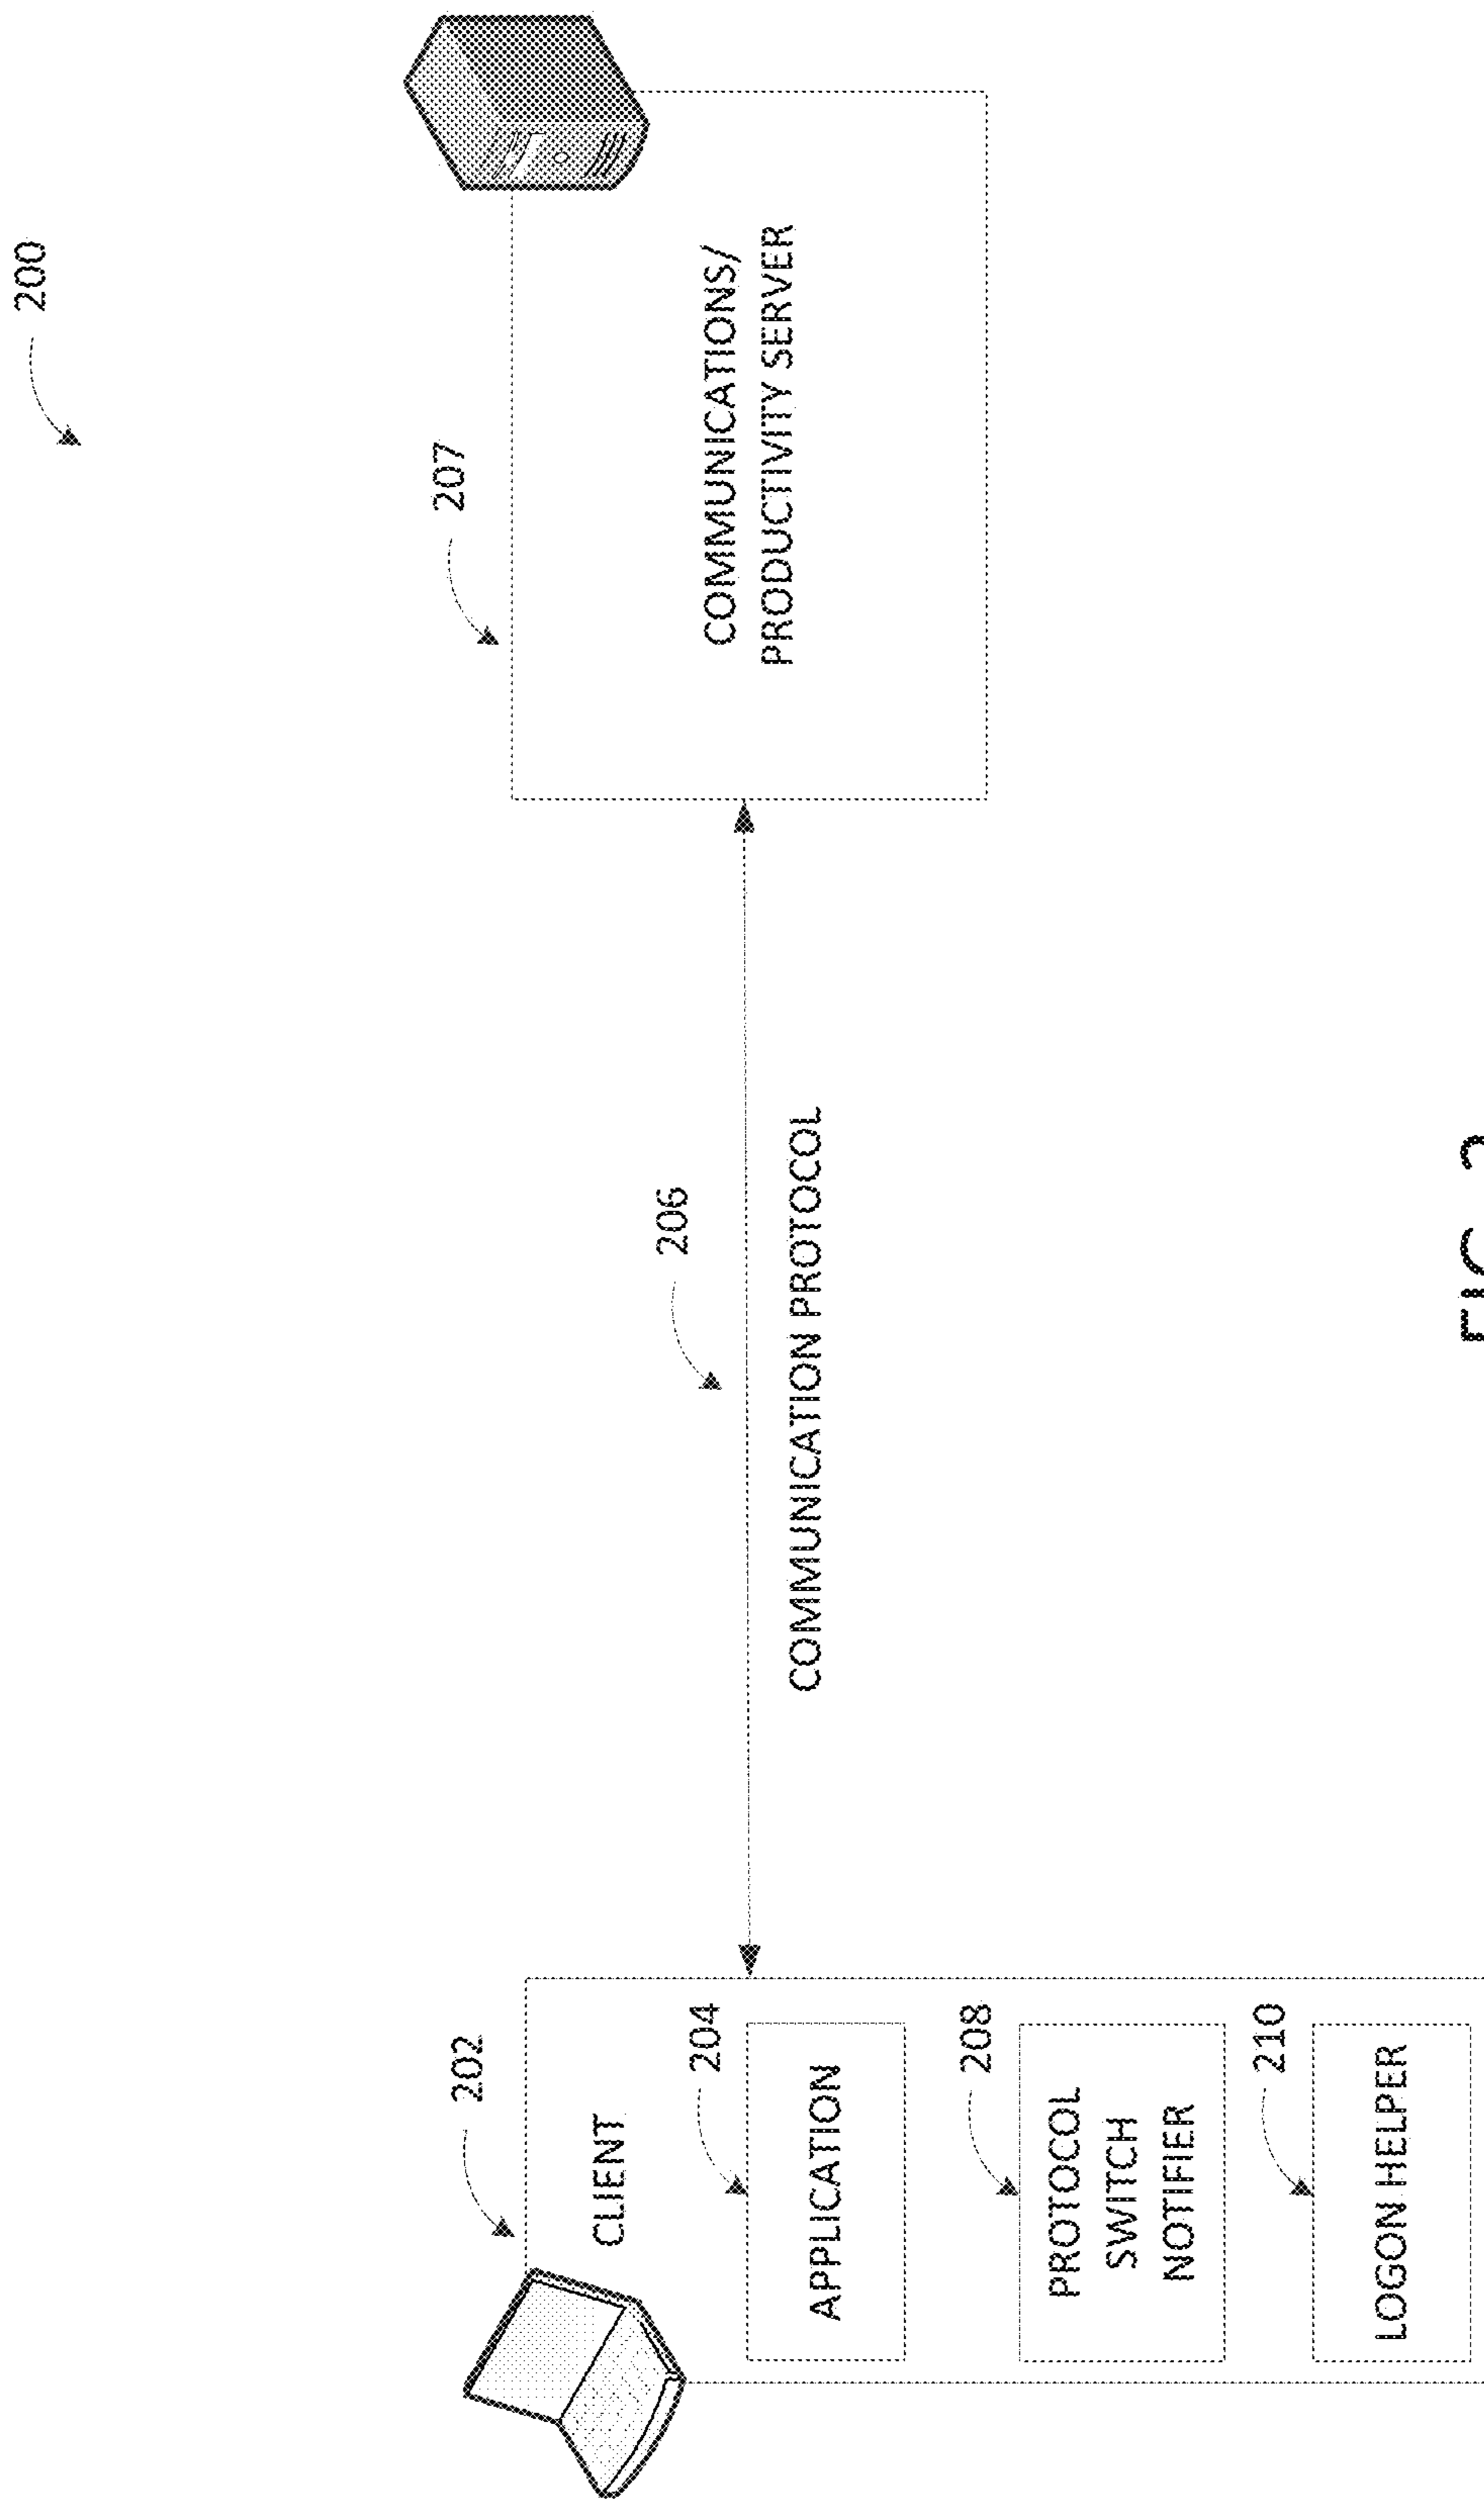 200
202
CLIENT
204
APPLICATION
208
PROTOCOL
SWITCH
NOTIFIER
210
LOGON HELPER
206
COMMUNICATION PROTOCOL
207
COMMUNICATIONS/
PRODUCTIVITY SERVER